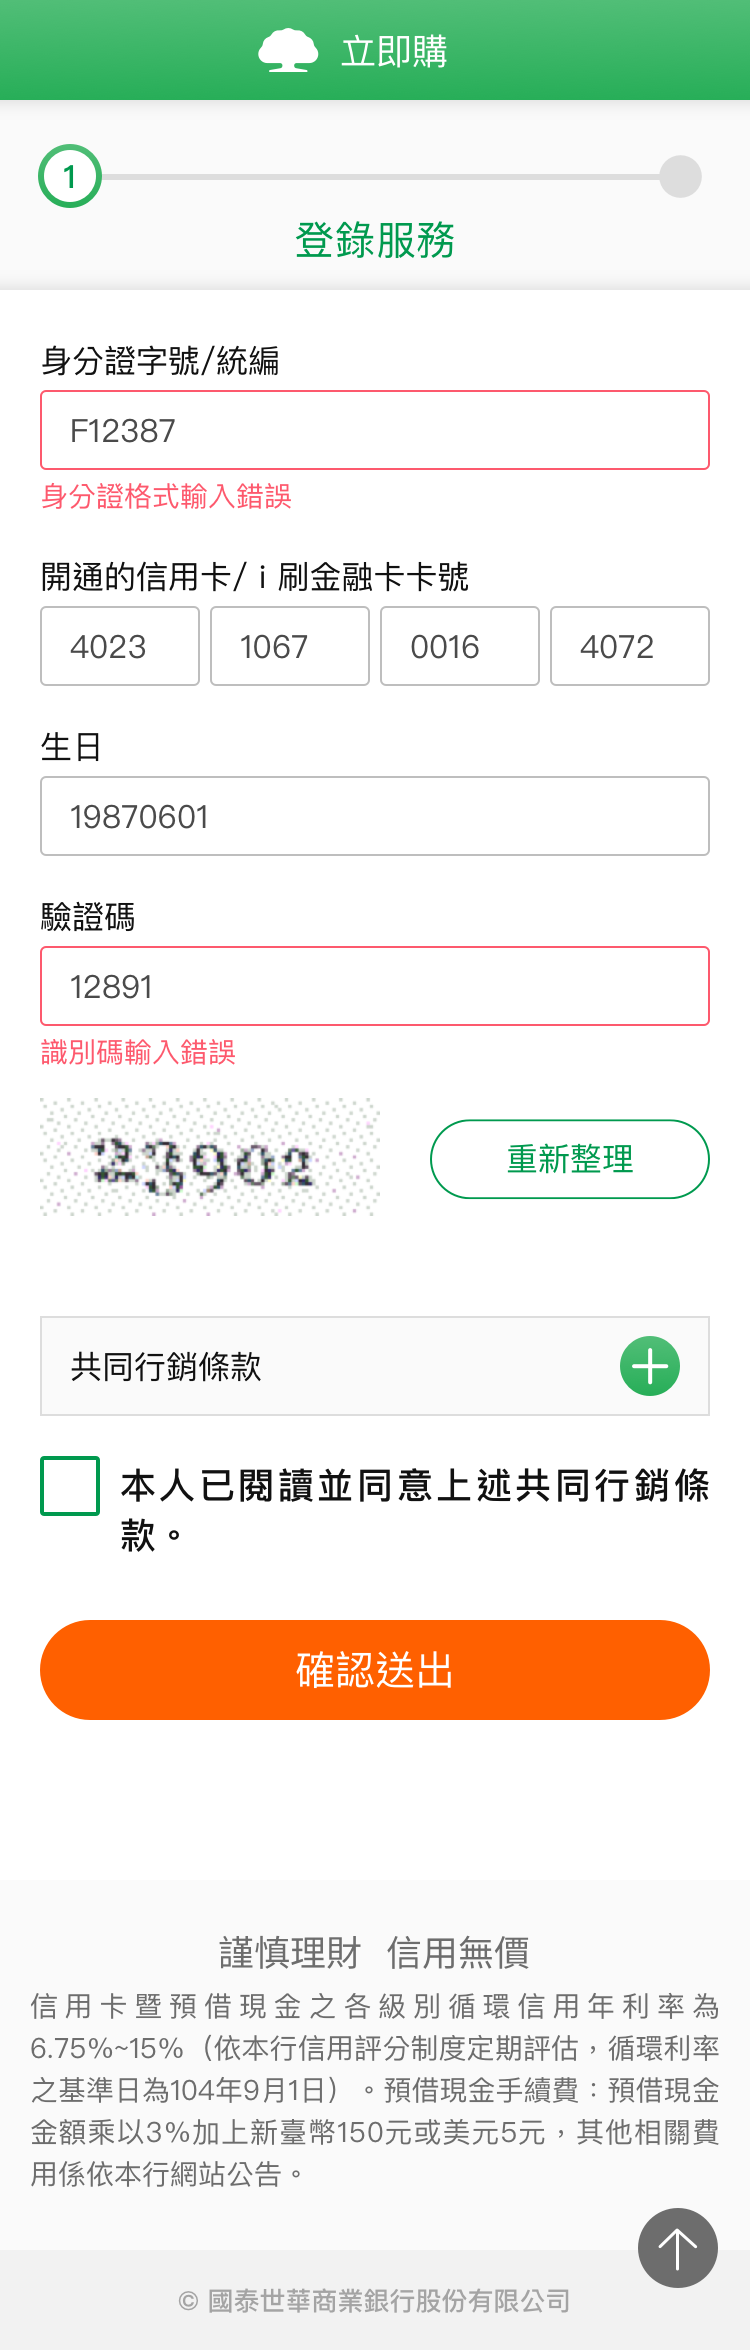 立即購
1
登錄服務
身分證字號/統編
F12387
身分證格式輸入錯誤
開通的信用卡/ i 刷金融卡卡號
4023 1067 0016 4072
生日
19870601
驗證碼
12891
識別碼輸入錯誤
23902
重新整理
共同行銷條款
本人已閱讀並同意上述共同行銷條
款。
確認送出
謹慎理財 信用無價
信用卡暨預借現金之各級別循環信用年利率為
6.75%~15%（依本行信用評分制度定期評估，循環利率
之基準日為104年9月1日）。預借現金手續費：預借現金
金額乘以3%加上新臺幣150元或美元5元，其他相關費
用係依本行網站公告。
© 國泰世華商業銀行股份有限公司